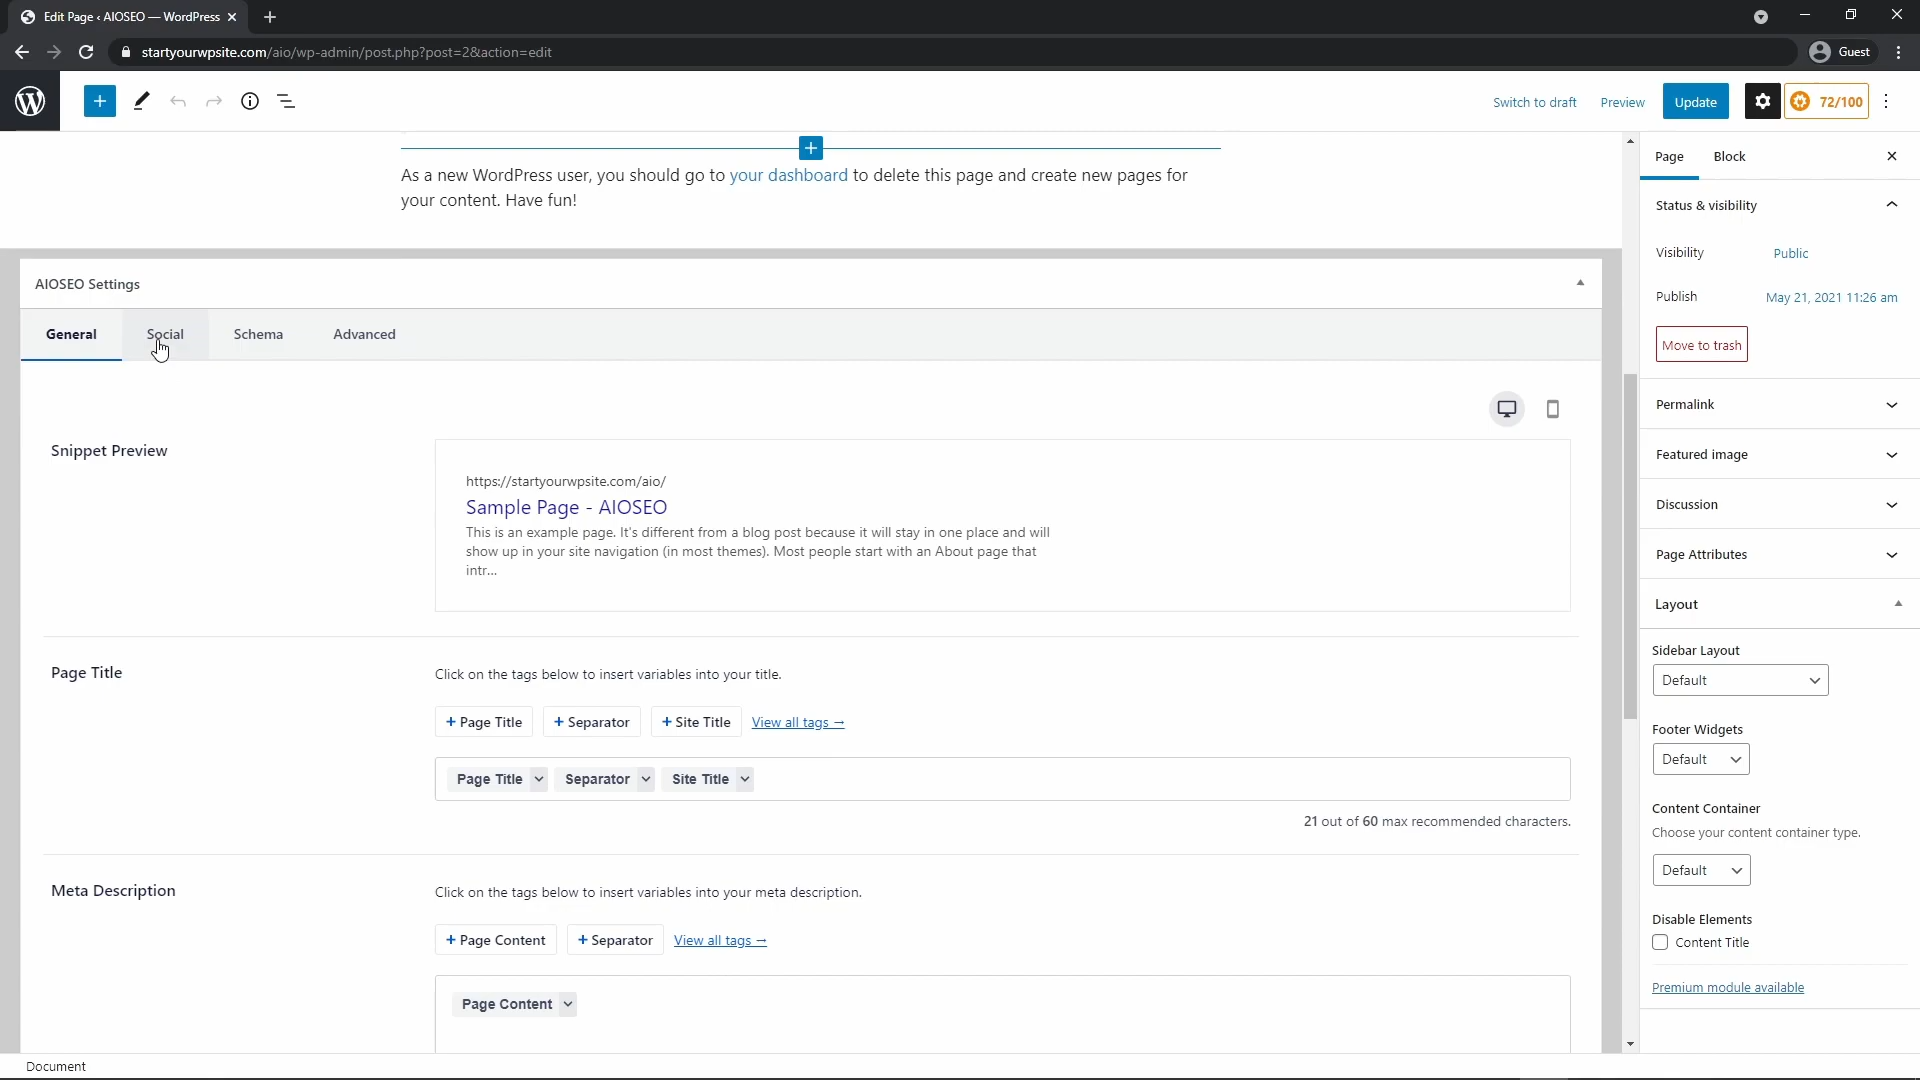 Edit Page ‹ AIOSEO — WordPress
startyourwpsite.com/aio/wp-admin/post.php?post=2&action=edit
Guest
Switch to draft
Preview
Update
72/100
As a new WordPress user, you should go to your dashboard to delete this page and create new pages for
your content. Have fun!
AIOSEO Settings
General
Social
Schema
Advanced
Snippet Preview
https://startyourwpsite.com/aio/
Sample Page - AIOSEO
This is an example page. It's different from a blog post because it will stay in one place and will
show up in your site navigation (in most themes). Most people start with an About page that
intr...
Page Title
Click on the tags below to insert variables into your title.
+ Page Title
+ Separator
+ Site Title
View all tags →
Page Title
Separator
Site Title
21 out of 60 max recommended characters.
Meta Description
Click on the tags below to insert variables into your meta description.
+ Page Content
+ Separator
View all tags →
Page Content
Document
Page
Block
Status & visibility
Visibility
Public
Publish
May 21, 2021 11:26 am
Move to trash
Permalink
Featured image
Discussion
Page Attributes
Layout
Sidebar Layout
Default
Footer Widgets
Default
Content Container
Choose your content container type.
Default
Disable Elements
Content Title
Premium module available